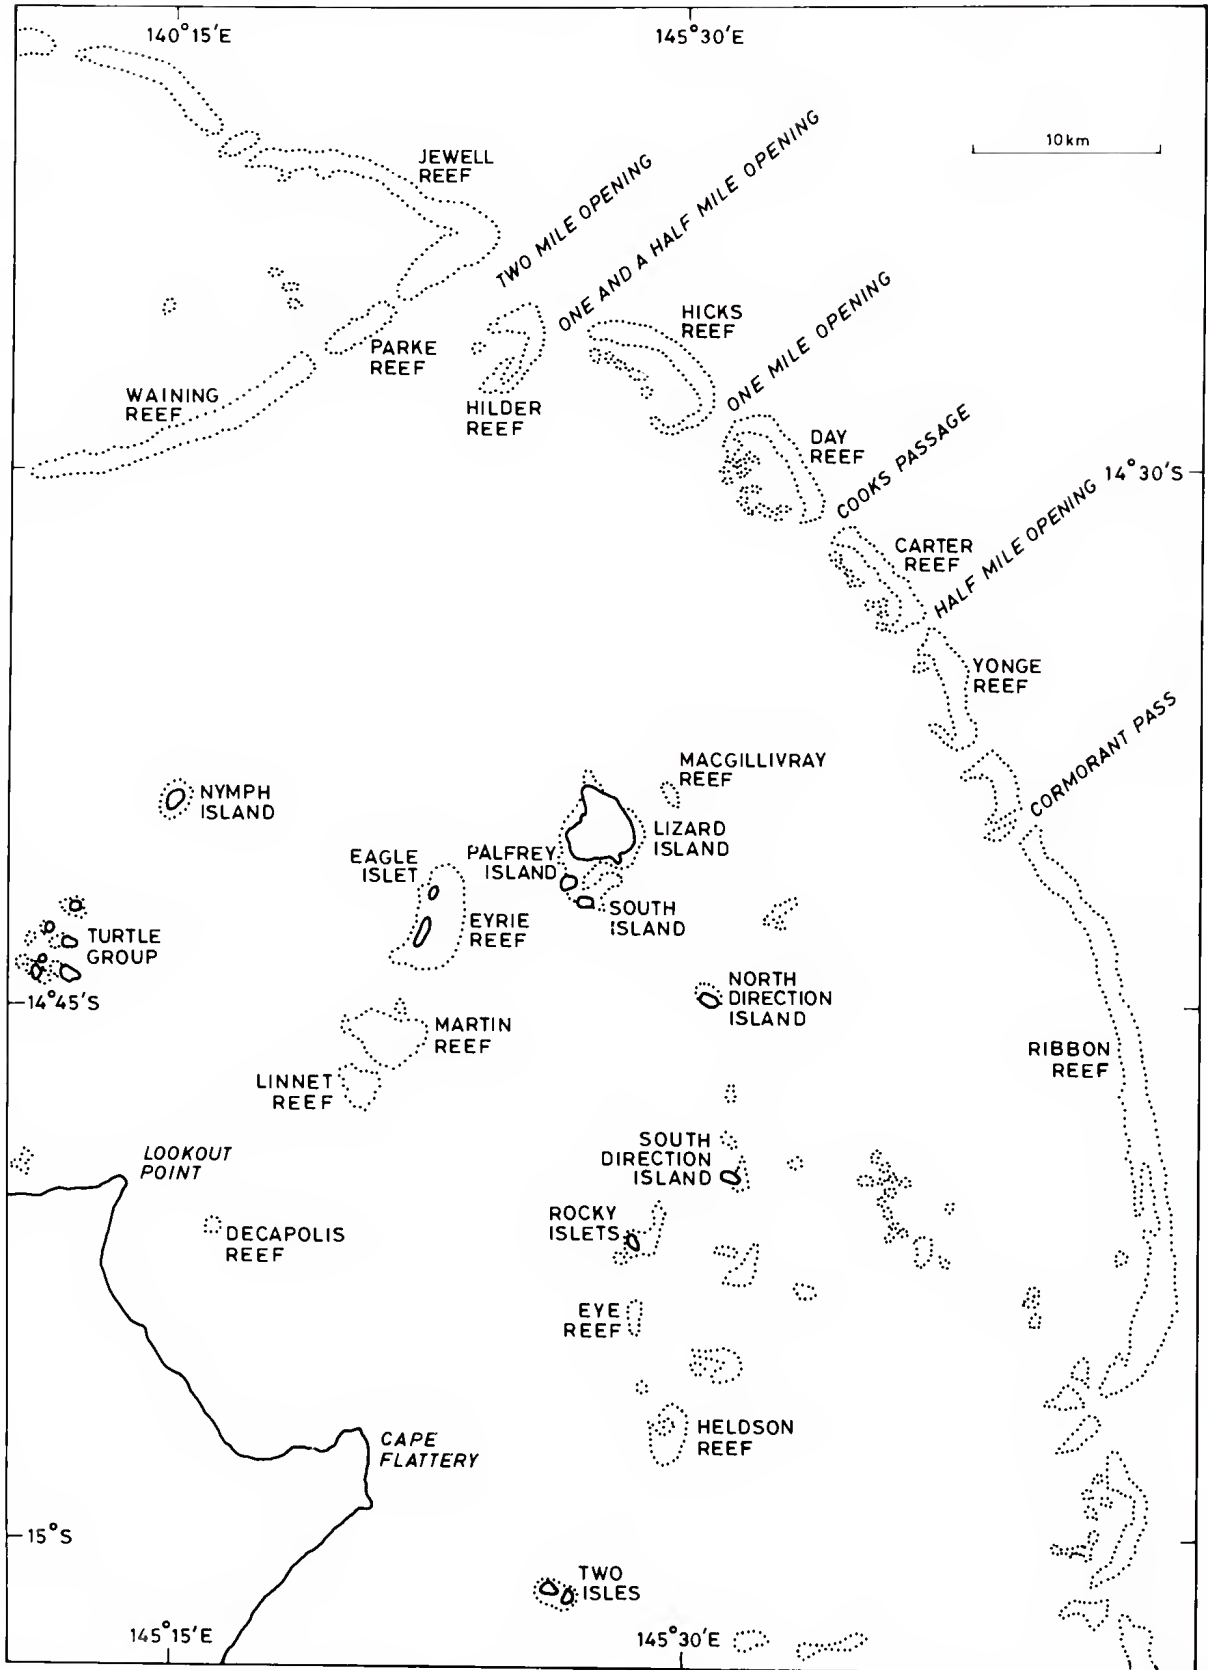 140°15'E
145°30'E
10km
JEWELL
REEF
TWO MILE OPENING
ONE AND A HALF MILE OPENING
HICKS
REEF
ONE MILE OPENING
PARKE
REEF
WAINING
REEF
HILDER
REEF
DAY
REEF
COOKS PASSAGE
14°30'S
CARTER
REEF
HALF MILE OPENING
YONGE
REEF
CORMORANT PASS
MACGILLIVRAY
REEF
NYMPH
ISLAND
LIZARD
ISLAND
PALFREY
ISLAND
EAGLE
ISLET
EYRIE
REEF
SOUTH
ISLAND
TURTLE
GROUP
NORTH
DIRECTION
ISLAND
14°45'S
MARTIN
REEF
RIBBON
REEF
LINNET
REEF
LOOKOUT
POINT
SOUTH
DIRECTION
ISLAND
ROCKY
ISLETS
DECAPOLIS
REEF
EYE
REEF
HELDSON
REEF
CAPE
FLATTERY
15°S
TWO
ISLES
145°15'E
145°30'E